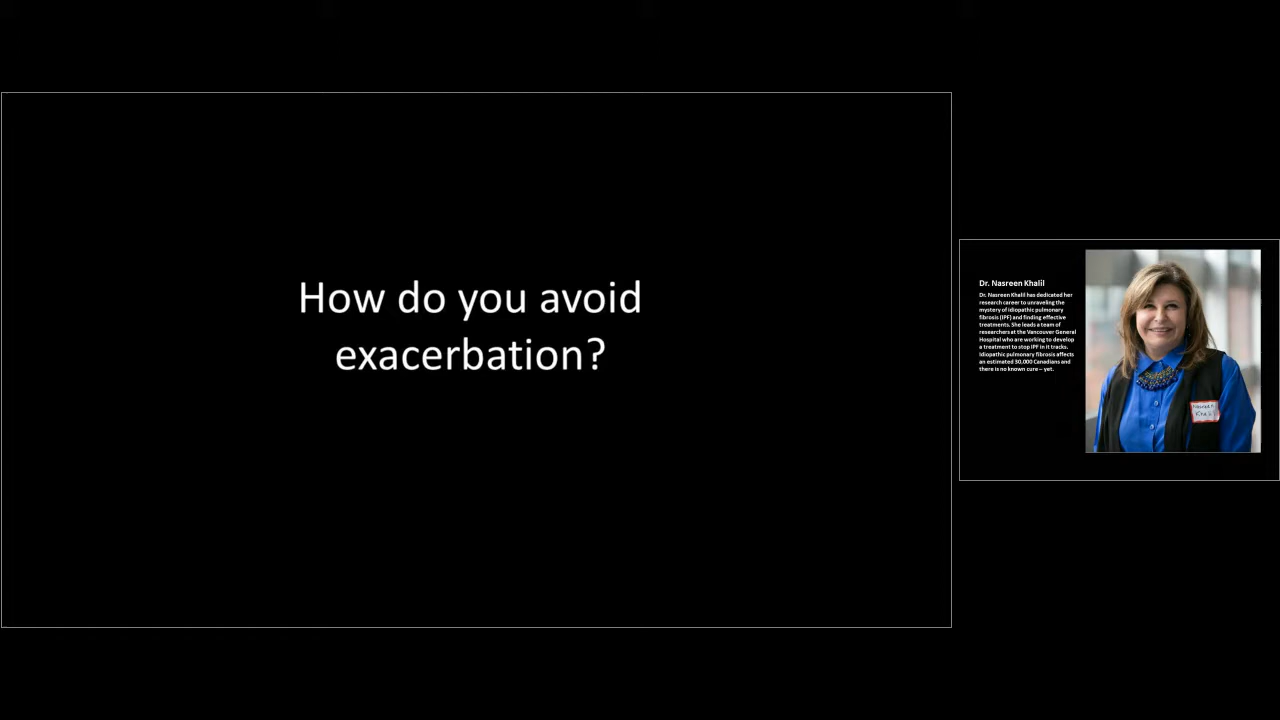 How do you avoid
exacerbation?
Dr. Nasreen Khalil
Dr. Nasreen Khalil has dedicated her
research career to unraveling the
mystery of idiopathic pulmonary
fibrosis (IPF) and finding effective
treatments. She leads a team of
researchers at the Vancouver General
Hospital who are working to develop
a treatment to stop IPF in it tracks.
Idiopathic pulmonary fibrosis affects
an estimated 30,000 Canadians and
there is no known cure – yet.